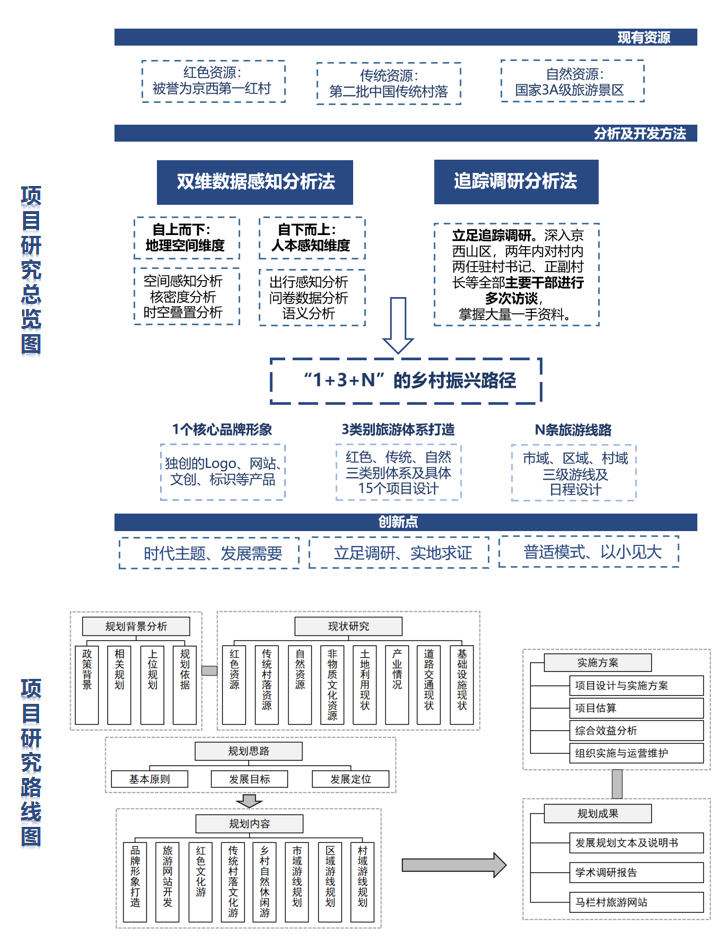 项目研究总览图
现有资源
红色资源：
被誉为京西第一红村
传统资源：
第二批中国传统村落
自然资源：
国家3A级旅游景区
分析及开发方法
双维数据感知分析法
追踪调研分析法
自上而下：
地理空间维度
自下而上：
人本感知维度
空间感知分析
核密度分析
时空叠置分析
出行感知分析
问卷数据分析
语义分析
立足追踪调研。深入京
西山区，两年内对村内
两任驻村书记、正副村
长等全部主要干部进行
多次访谈，
掌握大量一手资料。
“1+3+N”的乡村振兴路径
1个核心品牌形象
3类别旅游体系打造
N条旅游线路
独创的Logo、网站、
文创、标识等产品
红色、传统、自然
三类别体系及具体
15个项目设计
市域、区域、村域
三级游线及
日程设计
创新点
时代主题、发展需要
立足调研、实地求证
普适模式、以小见大
项目研究路线图
规划背景分析
政策背景
相关规划
上位规划
规划依据
现状研究
红色资源
传统村落资源
自然资源
非物质文化资源
土地利用现状
产业情况
道路交通现状
基础设施现状
规划思路
基本原则
发展目标
发展定位
规划内容
品牌形象打造
旅游网站开发
红色文化游
传统村落文化游
乡村自然休闲游
市域游线规划
区域游线规划
村域游线规划
实施方案
项目设计与实施方案
项目估算
综合效益分析
组织实施与运营维护
规划成果
发展规划文本及说明书
学术调研报告
马栏村旅游网站